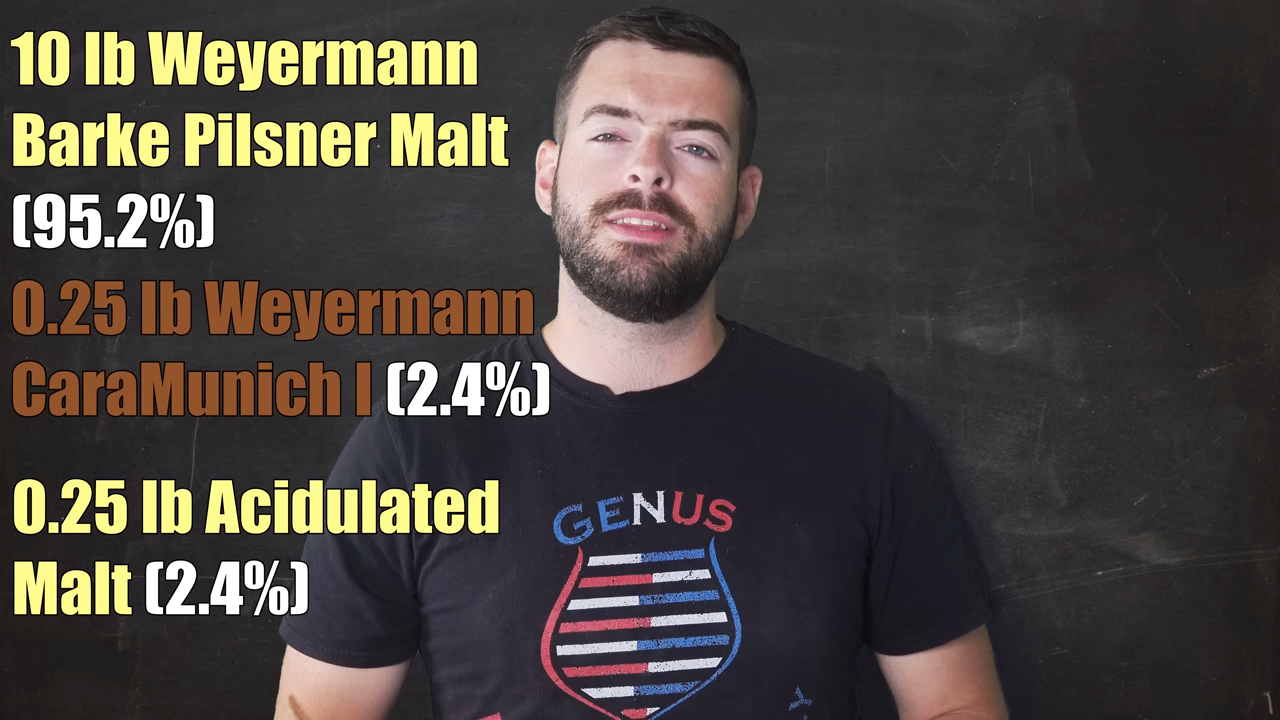 10 lb Weyermann
Barke Pilsner Malt
(95.2%)
0.25 lb Weyermann
CaraMunich I (2.4%)
0.25 lb Acidulated
Malt (2.4%)
GENUS